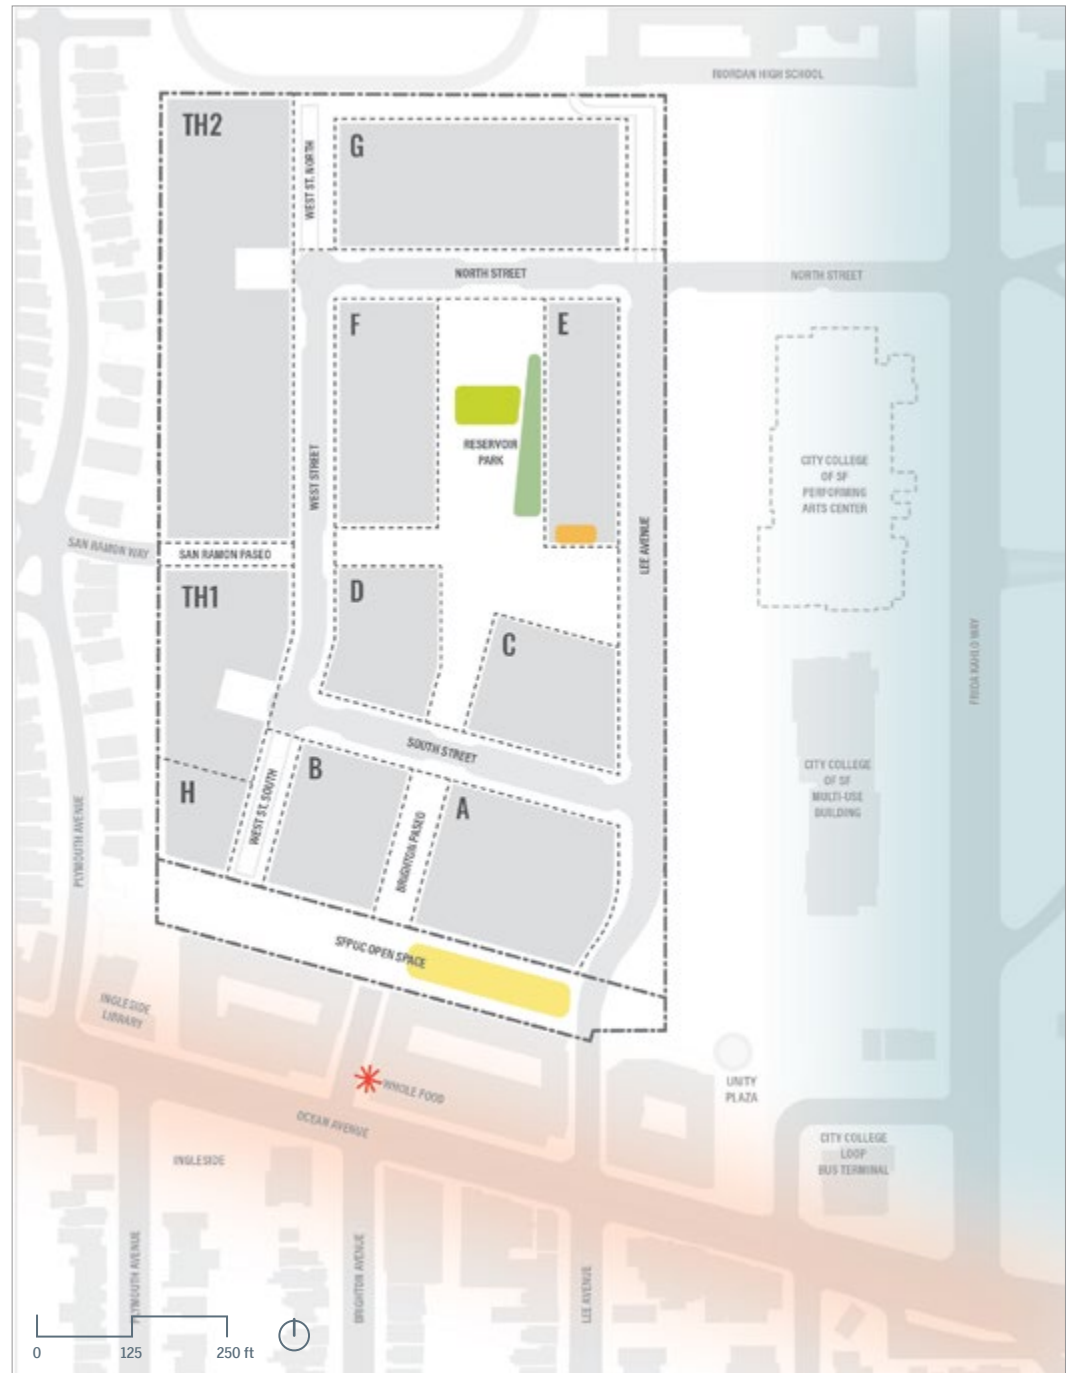 RIORDAN HIGH SCHOOL
TH2
G
WEST ST. NORTH
NORTH STREET
NORTH STREET
F
E
RESERVOIR
PARK
WEST STREET
LEE AVENUE
CITY COLLEGE
OF SF
PERFORMING
ARTS CENTER
SAN RAMON WAY
SAN RAMON PASEO
TH1
D
C
FRIDA KAHLO WAY
SOUTH STREET
B
A
H
WEST ST. SOUTH
BRIGHTON PASEO
CITY COLLEGE
OF SF
MULTI-USE
BUILDING
PLYMOUTH AVENUE
SFPUC OPEN SPACE
INGLESIDE
LIBRARY
WHOLE FOOD
UNITY
PLAZA
OCEAN AVENUE
INGLESIDE
CITY COLLEGE
LOOP
BUS TERMINAL
PLYMOUTH AVENUE
BRIGHTON AVENUE
LEE AVENUE
0 125 250 ft